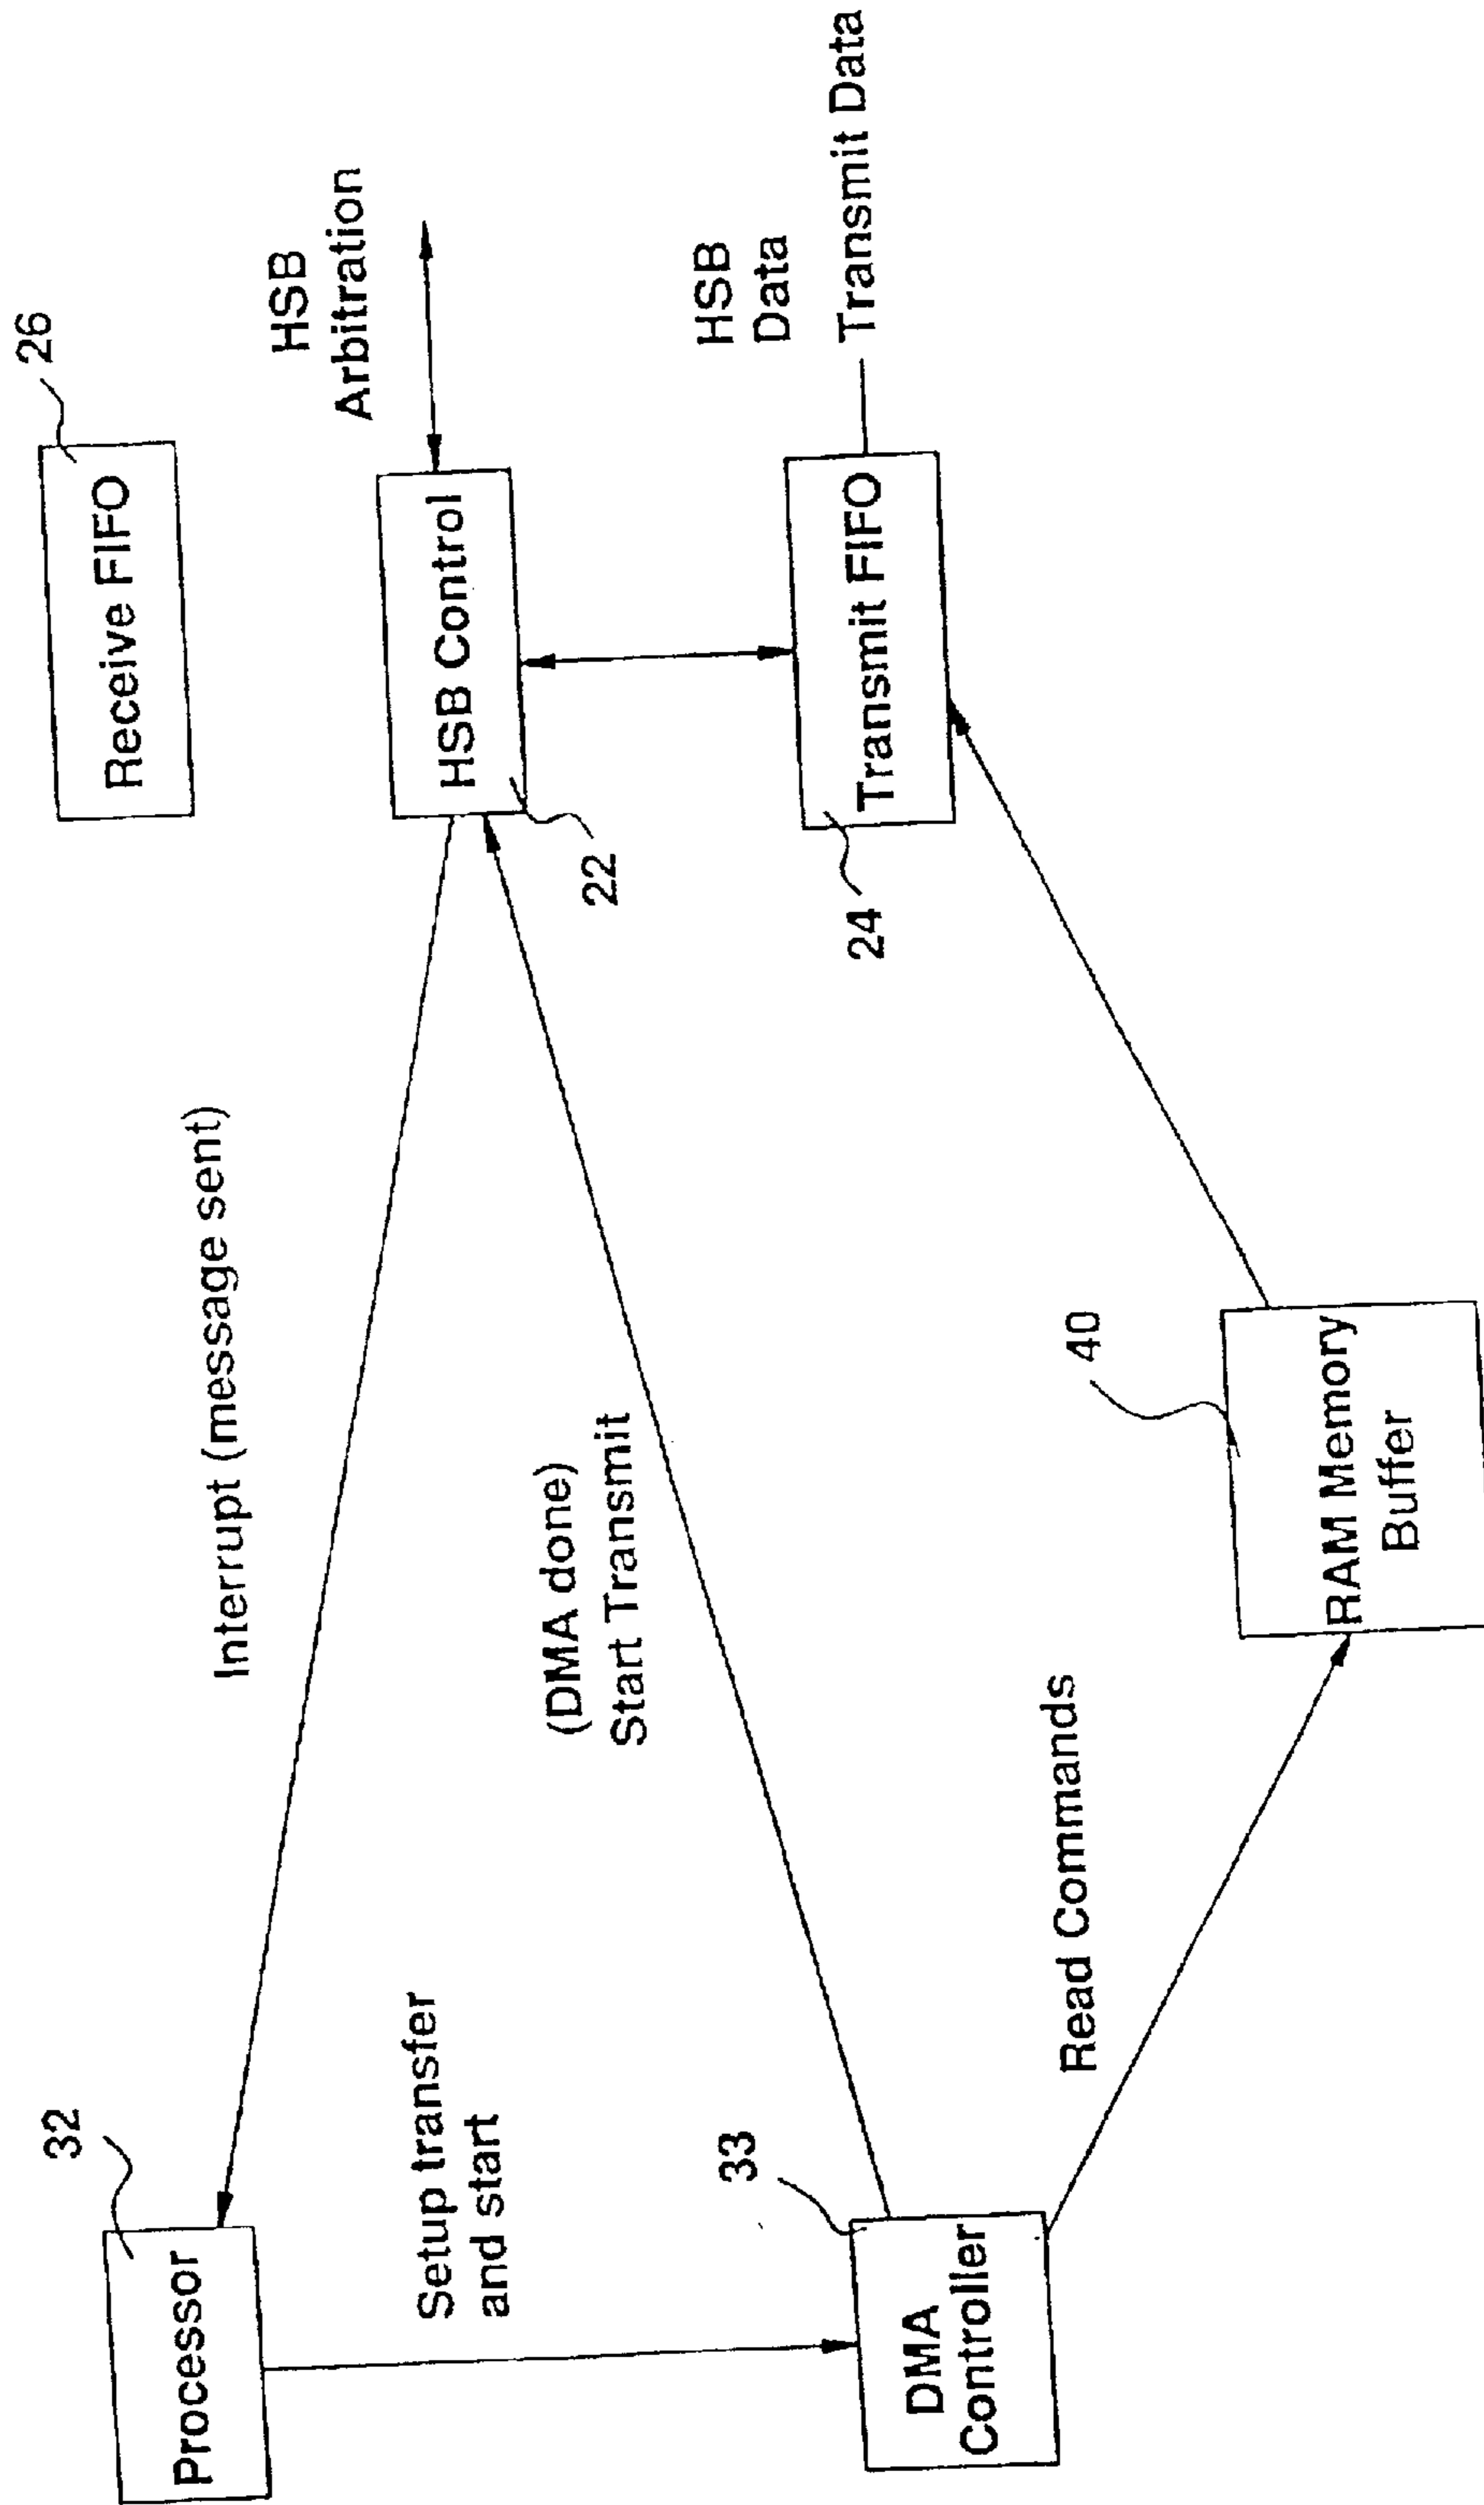 32
Processor
Interrupt (message sent)
26
Receive FIFO
HSB
Arbitration
Setup transfer
and start
HSB Control
22
(DMA done)
Start Transmit
33
DMA
Controller
HSB
Data
24
Transmit FIFO
Transmit Data
Read Commands
40
RAM Memory
Buffer